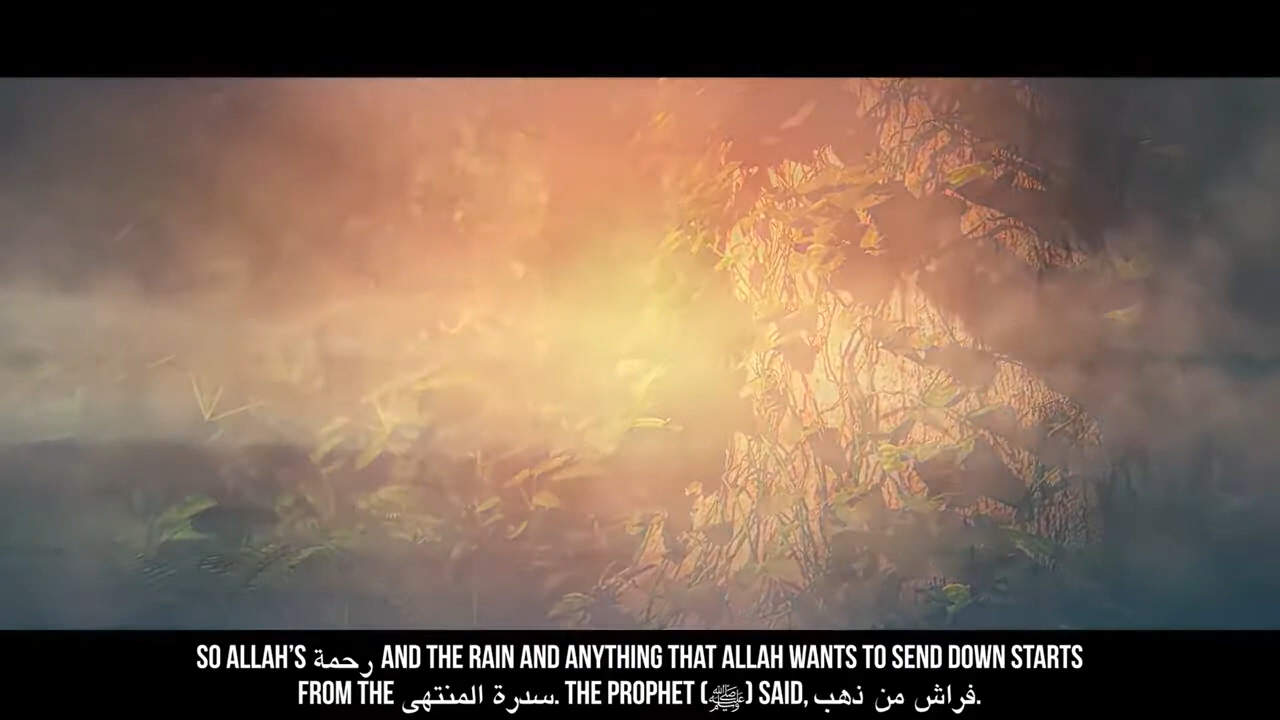 SO ALLAH'S رحمة AND THE RAIN AND ANYTHING THAT ALLAH WANTS TO SEND DOWN STARTS
FROM THE سدرة المنتهى. THE PROPHET (ﷺ) SAID, فراش من ذهب.